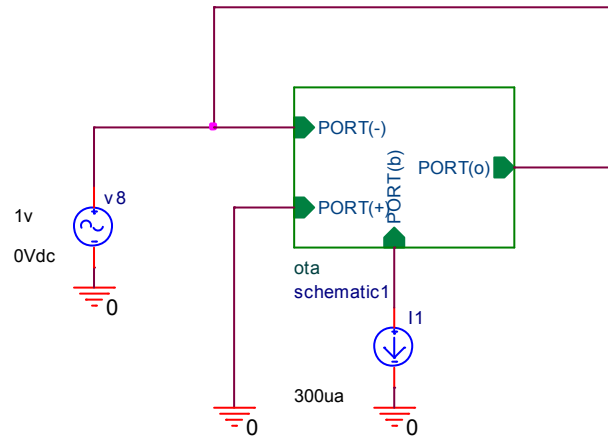 PORT(-)
PORT(b)
PORT(o)
v8
1v
PORT(+)
0Vdc
ota
0
schematic1
I1
300ua
0
0